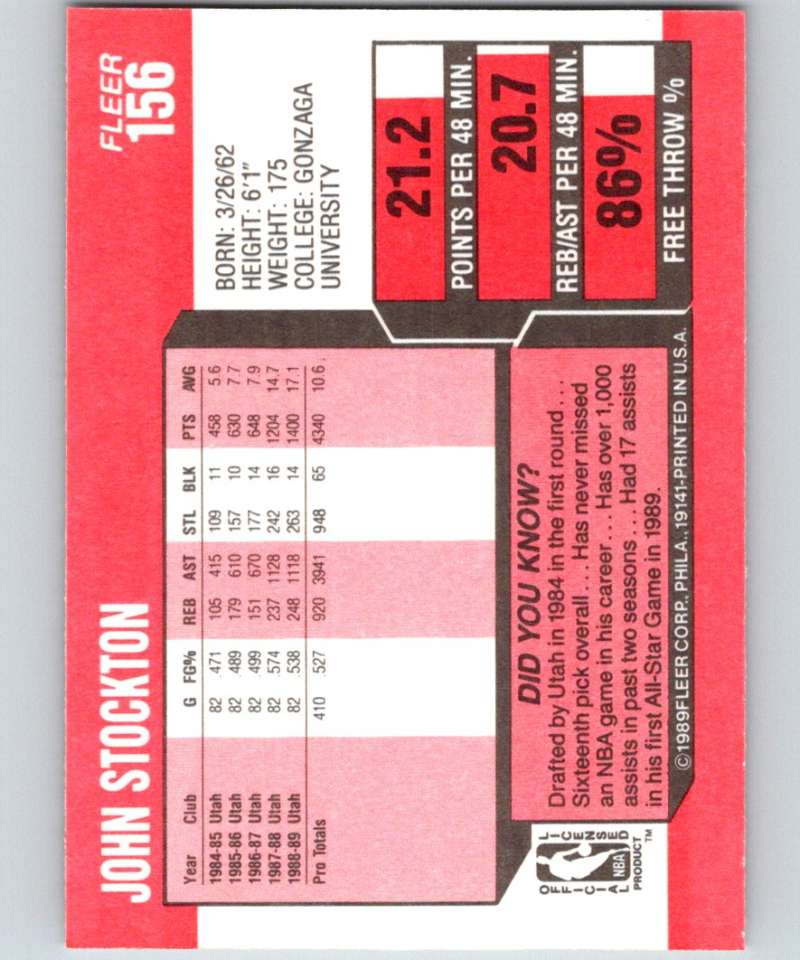 JOHN STOCKTON
FLEER
156
Year Club G FG% REB AST STL BLK PTS AVG
1984-85 Utah 82 .471 105 415 109 11 458 5.6
1985-86 Utah 82 .489 179 610 157 10 630 7.7
1986-87 Utah 82 .499 151 670 177 14 648 7.9
1987-88 Utah 82 .574 237 1128 242 16 1204 14.7
1988-89 Utah 82 .538 248 1118 263 14 1400 17.1
Pro Totals 410 .527 920 3941 948 65 4340 10.6
BORN: 3/26/62
HEIGHT: 6'1"
WEIGHT: 175
COLLEGE: GONZAGA
UNIVERSITY
21.2
POINTS PER 48 MIN.
20.7
REB/AST PER 48 MIN.
86%
FREE THROW %
DID YOU KNOW?
Drafted by Utah in 1984 in the first round...
Sixteenth pick overall... Has never missed
an NBA game in his career... Has over 1,000
assists in past two seasons... Had 17 assists
in his first All-Star Game in 1989.
OFFICIAL LICENSED
NBA
PRODUCT™
©1989 FLEER CORP., PHILA., 19141-PRINTED IN U.S.A.